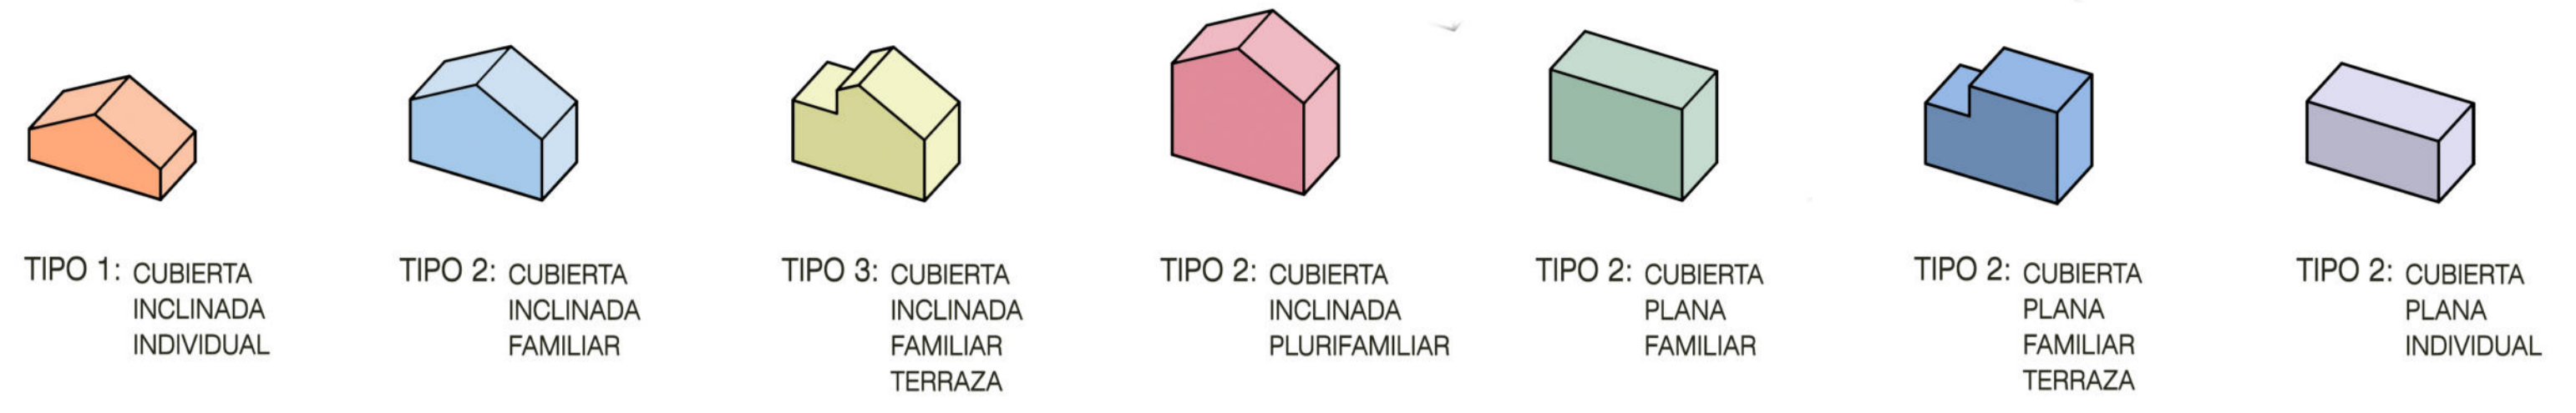 TIPO 1: CUBIERTA
INCLINADA
INDIVIDUAL
TIPO 2: CUBIERTA
INCLINADA
FAMILIAR
TIPO 3: CUBIERTA
INCLINADA
FAMILIAR
TERRAZA
TIPO 2: CUBIERTA
INCLINADA
PLURIFAMILIAR
TIPO 2: CUBIERTA
PLANA
FAMILIAR
TIPO 2: CUBIERTA
PLANA
FAMILIAR
TERRAZA
TIPO 2: CUBIERTA
PLANA
INDIVIDUAL